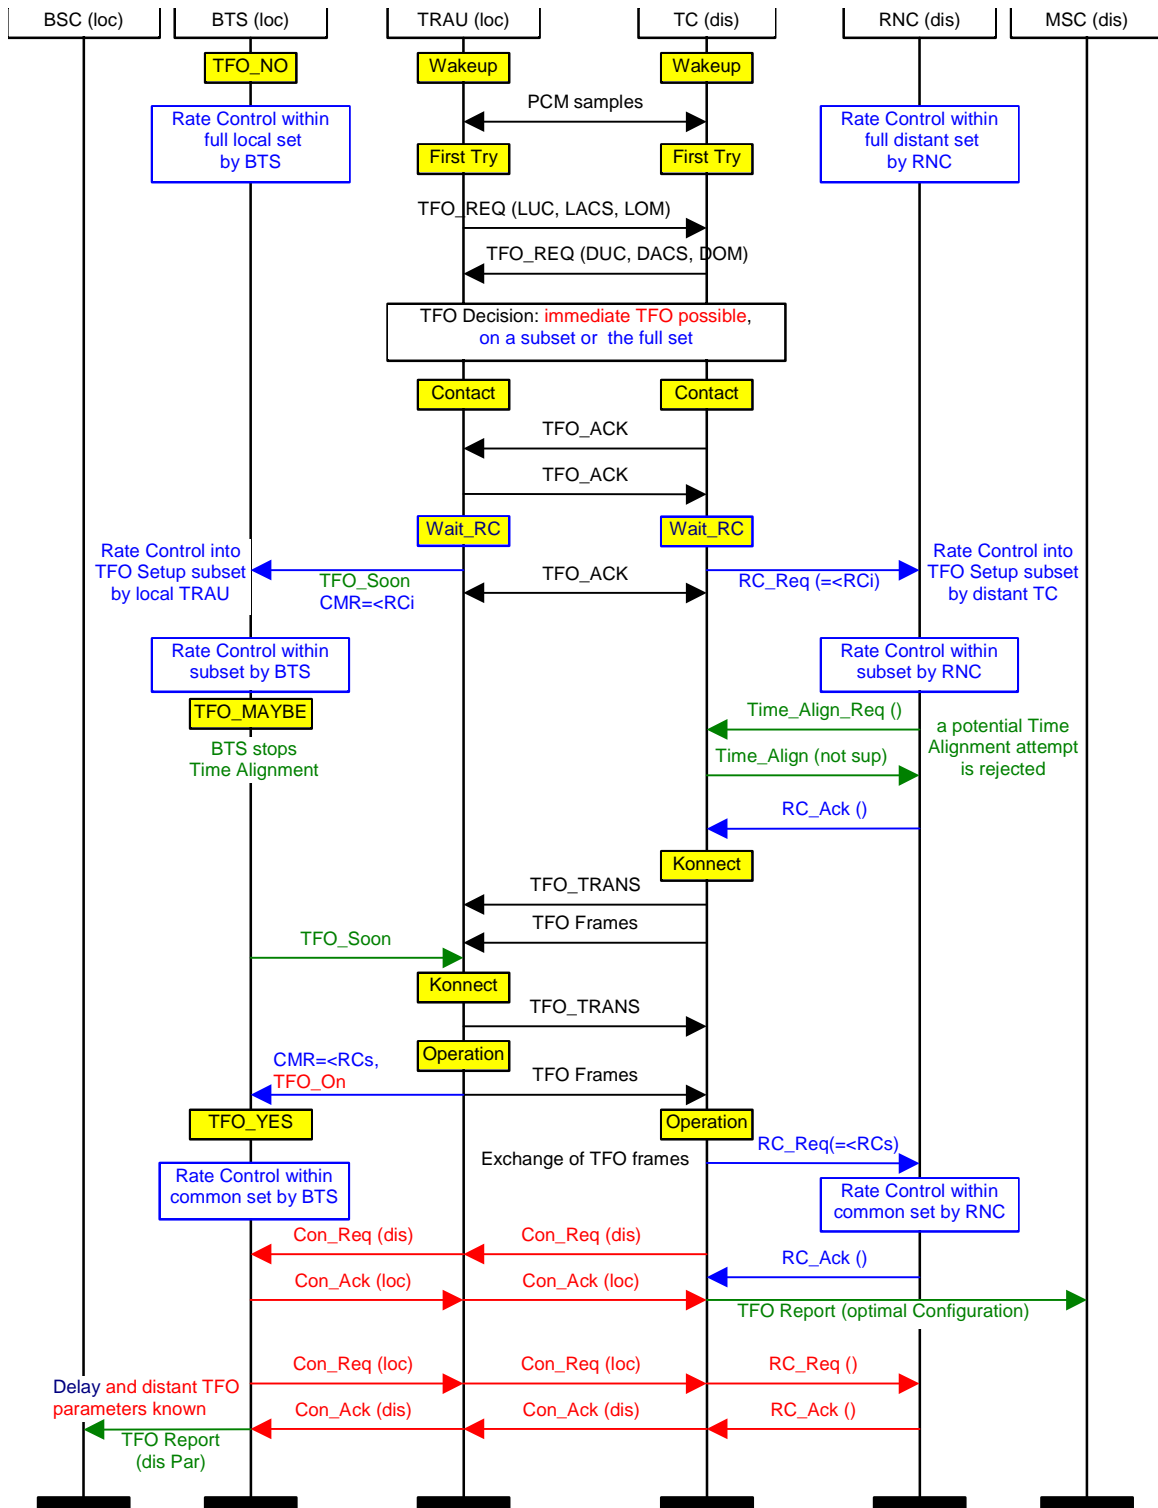 BSC (loc)
BTS (loc)
TRAU (loc)
TC (dis)
RNC (dis)
MSC (dis)
TFO_NO
Wakeup
Wakeup
PCM samples
Rate Control within
full local set
by BTS
Rate Control within
full distant set
by RNC
First Try
First Try
TFO_REQ (LUC, LACS, LOM)
TFO_REQ (DUC, DACS, DOM)
TFO Decision: immediate TFO possible,
on a subset or the full set
Contact
Contact
TFO_ACK
TFO_ACK
Wait_RC
Wait_RC
Rate Control into
TFO Setup subset
by local TRAU
TFO_Soon
CMR=<RCi
TFO_ACK
RC_Req (=<RCi)
Rate Control into
TFO Setup subset
by distant TC
Rate Control within
subset by BTS
Rate Control within
subset by RNC
TFO_MAYBE
BTS stops
Time Alignment
Time_Align_Req ()
Time_Align (not sup)
a potential Time
Alignment attempt
is rejected
RC_Ack ()
Konnect
TFO_TRANS
TFO Frames
TFO_Soon
Konnect
TFO_TRANS
Operation
CMR=<RCs,
TFO_On
TFO Frames
TFO_YES
Operation
Exchange of TFO frames
RC_Req(=<RCs)
Rate Control within
common set by BTS
Rate Control within
common set by RNC
Con_Req (dis)
Con_Req (dis)
RC_Ack ()
Con_Ack (loc)
Con_Ack (loc)
TFO Report (optimal Configuration)
Con_Req (loc)
Con_Req (loc)
RC_Req ()
Delay and distant TFO
parameters known
Con_Ack (dis)
Con_Ack (dis)
RC_Ack ()
TFO Report
(dis Par)